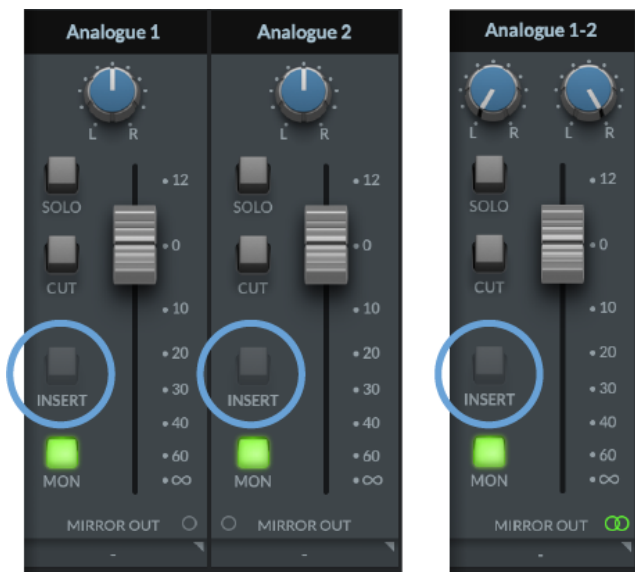 Analogue 1
L R
SOLO
12
0
CUT
10
20
INSERT
30
40
MON
60
∞
MIRROR OUT
-
Analogue 2
L R
SOLO
12
0
CUT
10
20
INSERT
30
40
MON
60
∞
MIRROR OUT
-
Analogue 1-2
L R L R
SOLO
12
0
CUT
10
20
INSERT
30
40
MON
60
∞
MIRROR OUT
-